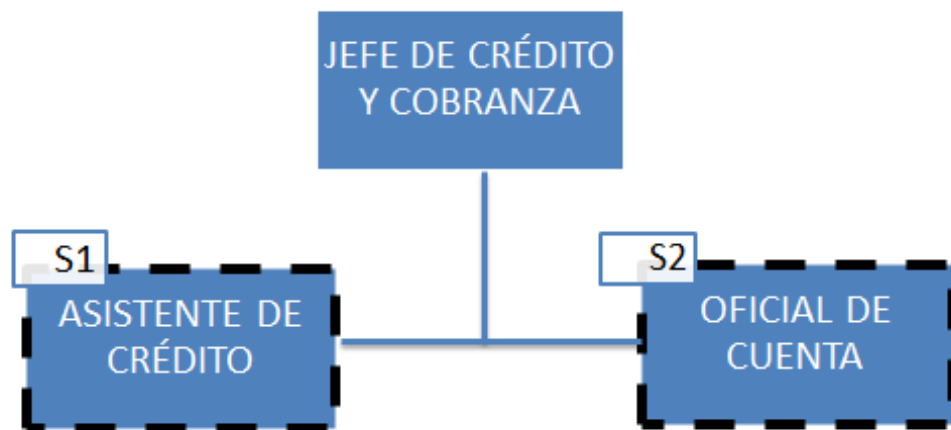 JEFE DE CRÉDITO
Y COBRANZA
S1
ASISTENTE DE
CRÉDITO
S2
OFICIAL DE
CUENTA